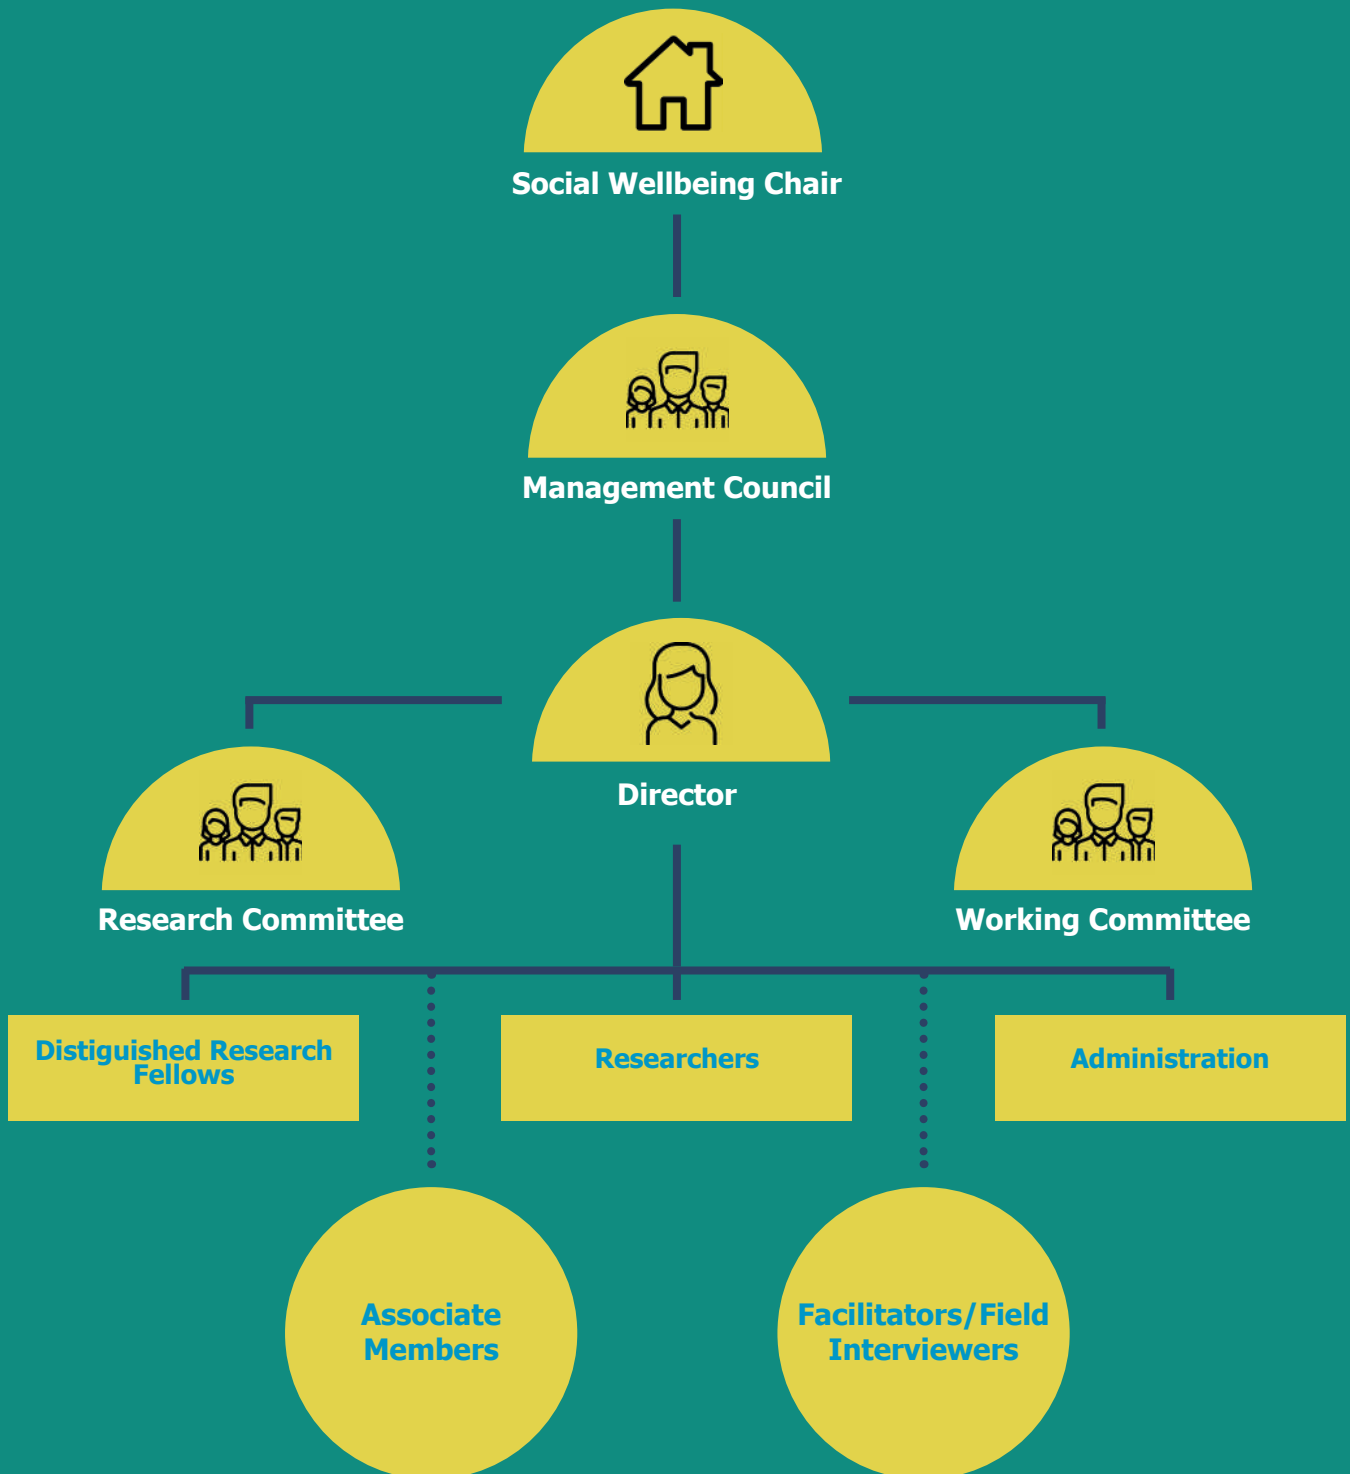 Social Wellbeing Chair
Management Council
Director
Research Committee
Working Committee
Distiguished Research
Fellows
Researchers
Administration
Associate
Members
Facilitators/Field
Interviewers